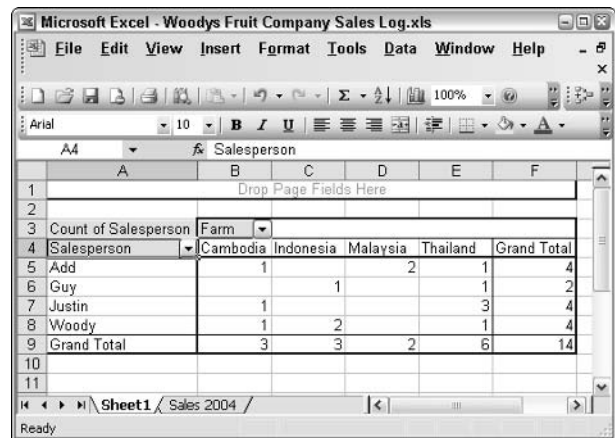 Microsoft Excel - Woodys Fruit Company Sales Log.xls
File Edit View Insert Format Tools Data Window Help
100%
Arial 10 B I U
A4 fx Salesperson
A B C D E F
1 Drop Page Fields Here
2
3 Count of Salesperson Farm
4 Salesperson Cambodia Indonesia Malaysia Thailand Grand Total
5 Add 1 2 1 4
6 Guy 1 1 2
7 Justin 1 3 4
8 Woody 1 2 1 4
9 Grand Total 3 3 2 6 14
10
11
Sheet1 / Sales 2004 /
Ready